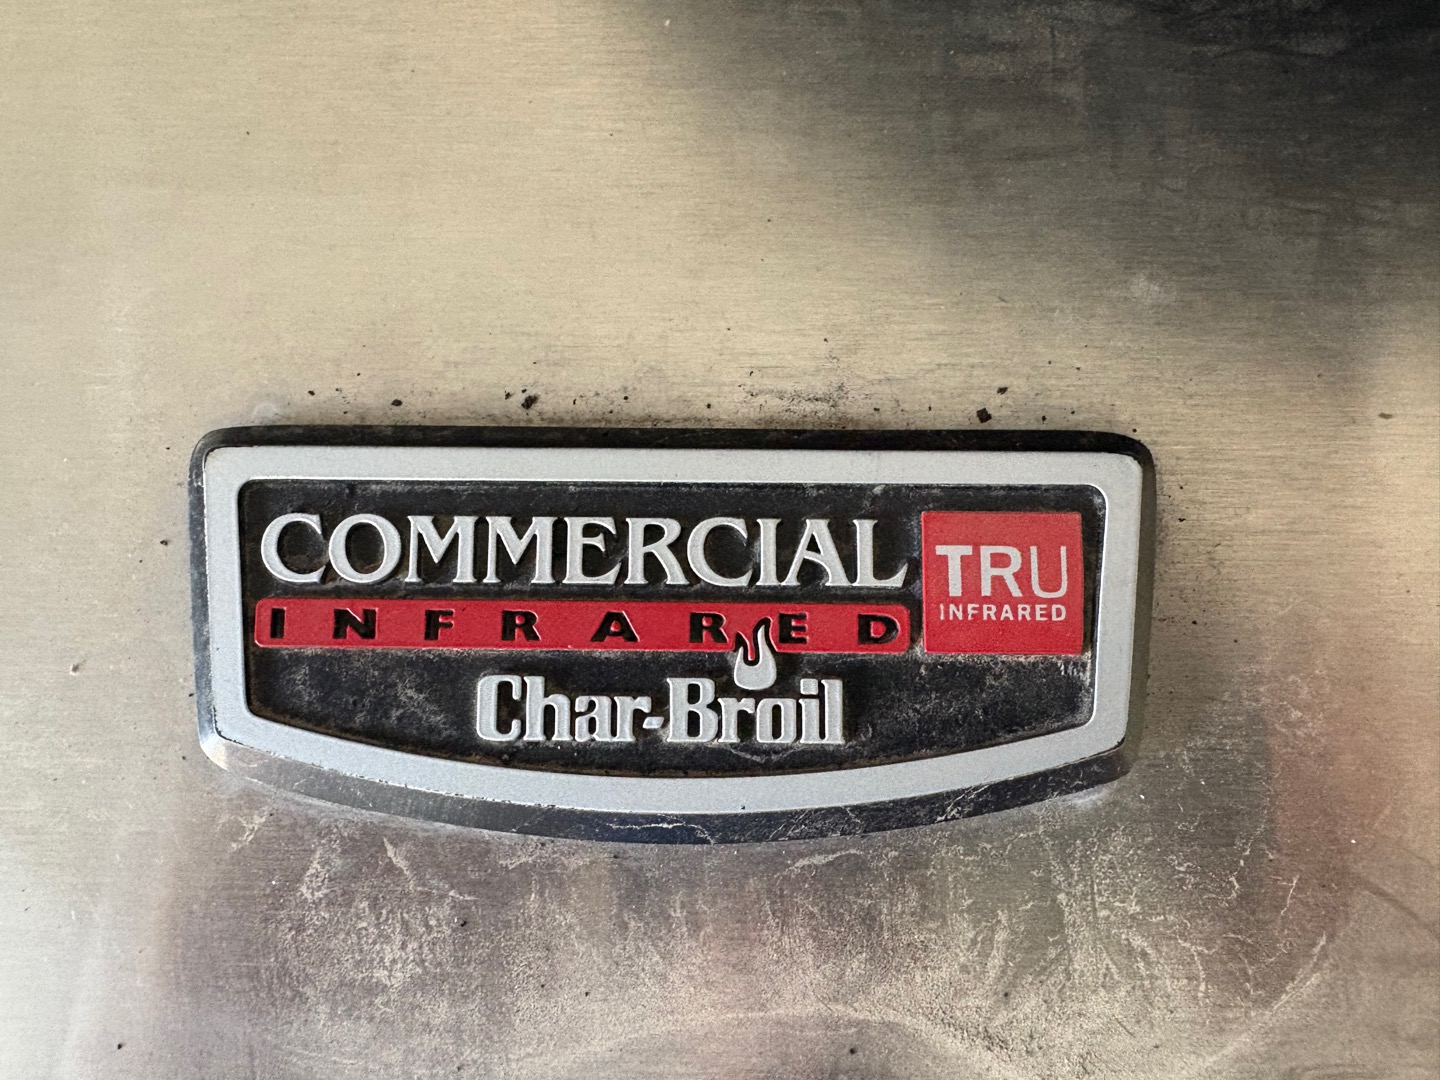 COMMERCIAL
INFRARED
Char-Broil
TRU
INFRARED